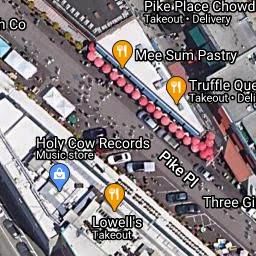 Pike Place Chowd
Takeout • Delivery
h Co
Mee Sum Pastry
Truffle Que
Takeout • Deli
Holy Cow Records
Music store
Pike Pl
Three Gi
Lowell's
Takeout